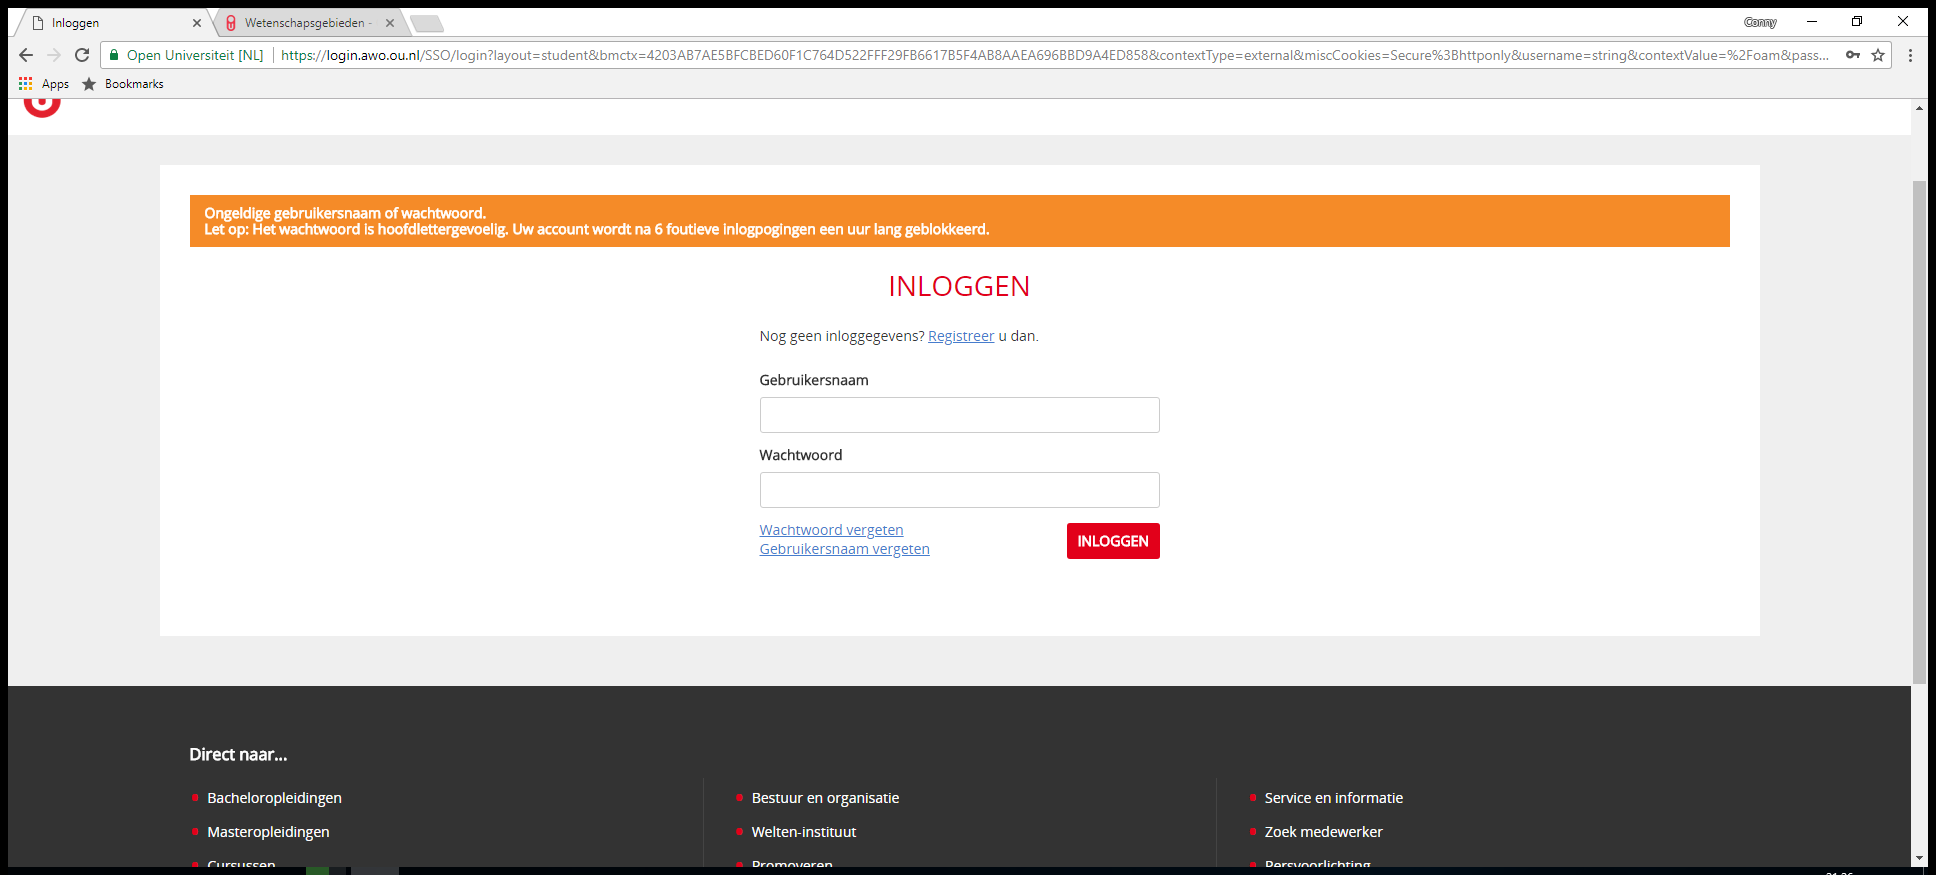 Inloggen
Wetenschapsgebieden -
Conny
Open Universiteit [NL]
https://login.awo.ou.nl/SSO/login?layout=student&bmctx=4203AB7AE5BFCBED60F1C764D522FFF29FB6617B5F4AB8AAEA696BBD9A4ED858&contextType=external&miscCookies=Secure%3Bhttponly&username=string&contextValue=%2Foam&pass...
Apps
Bookmarks
Ongeldige gebruikersnaam of wachtwoord.
Let op: Het wachtwoord is hoofdlettergevoelig. Uw account wordt na 6 foutieve inlogpogingen een uur lang geblokkeerd.
INLOGGEN
Nog geen inloggegevens? Registreer u dan.
Gebruikersnaam
Wachtwoord
Wachtwoord vergeten
Gebruikersnaam vergeten
INLOGGEN
Direct naar...
Bacheloropleidingen
Masteropleidingen
Cursussen
Bestuur en organisatie
Welten-instituut
Promoveren
Service en informatie
Zoek medewerker
Persvoorlichting